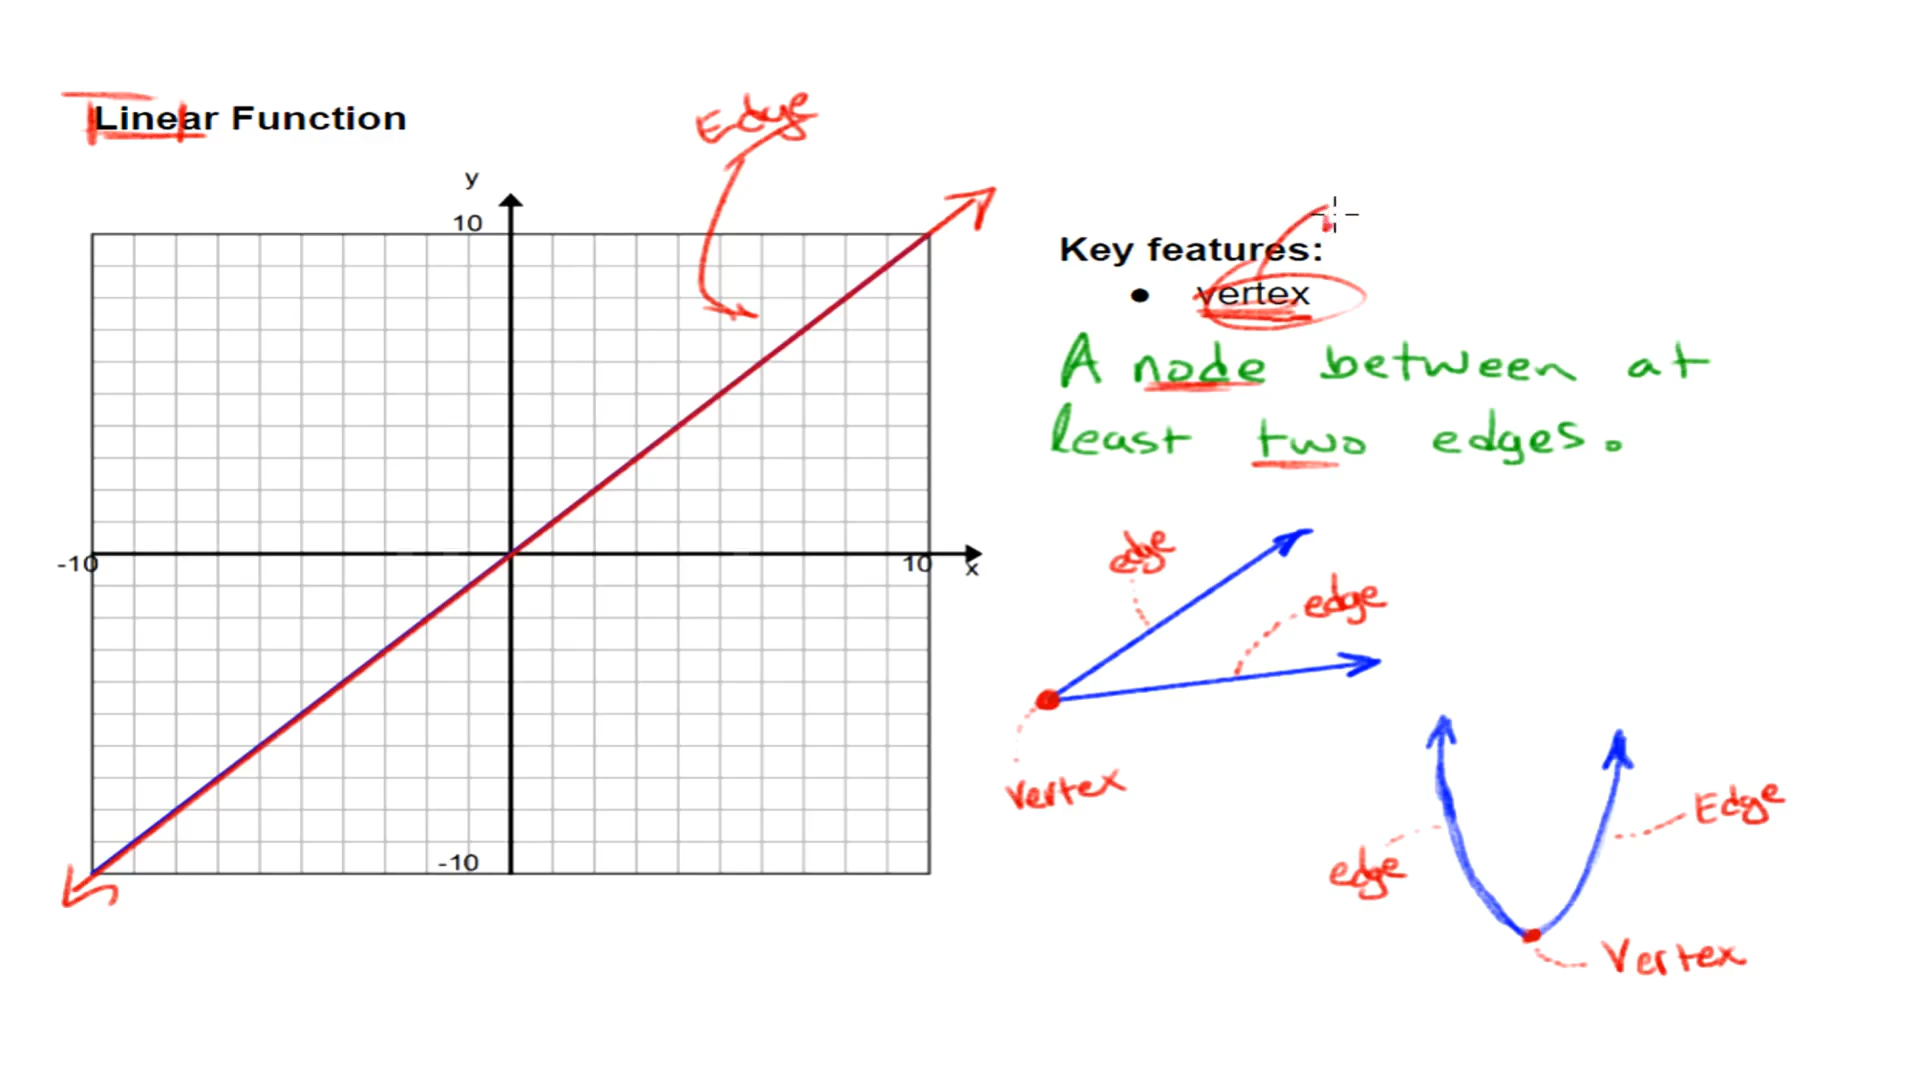 Linear Function
Edge
y
10
-10
10
x
-10
Key features:
• vertex
A node between at
least two edges.
edge
edge
vertex
Edge
edge
Vertex